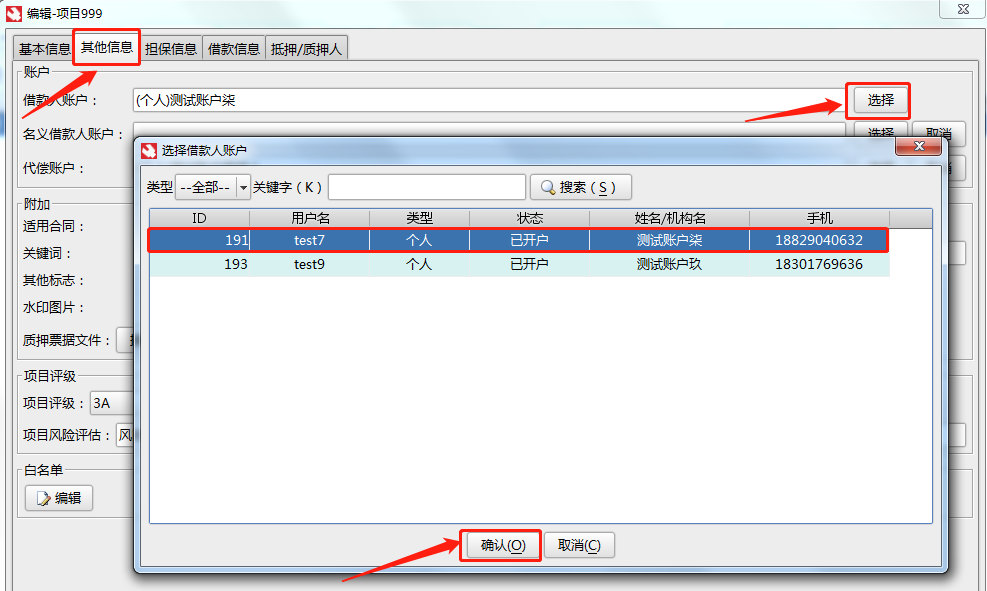 编辑-项目999
基本信息 其他信息 担保信息 借款信息 抵押/质押人
账户
借款人账户： (个人)测试账户柒 选择
名义借款人账户： 选择 取消
代偿账户：
选择借款人账户
类型 --全部-- 关键字（K） 搜索（S）
ID 用户名 类型 状态 姓名/机构名 手机
191 test7 个人 已开户 测试账户柒 18829040632
193 test9 个人 已开户 测试账户玖 18301769636
附加
适用合同：
关键词：
其他标志：
水印图片：
质押票据文件：
项目评级
项目评级： 3A
项目风险评估： 风
白名单
编辑
确认(O) 取消(C)